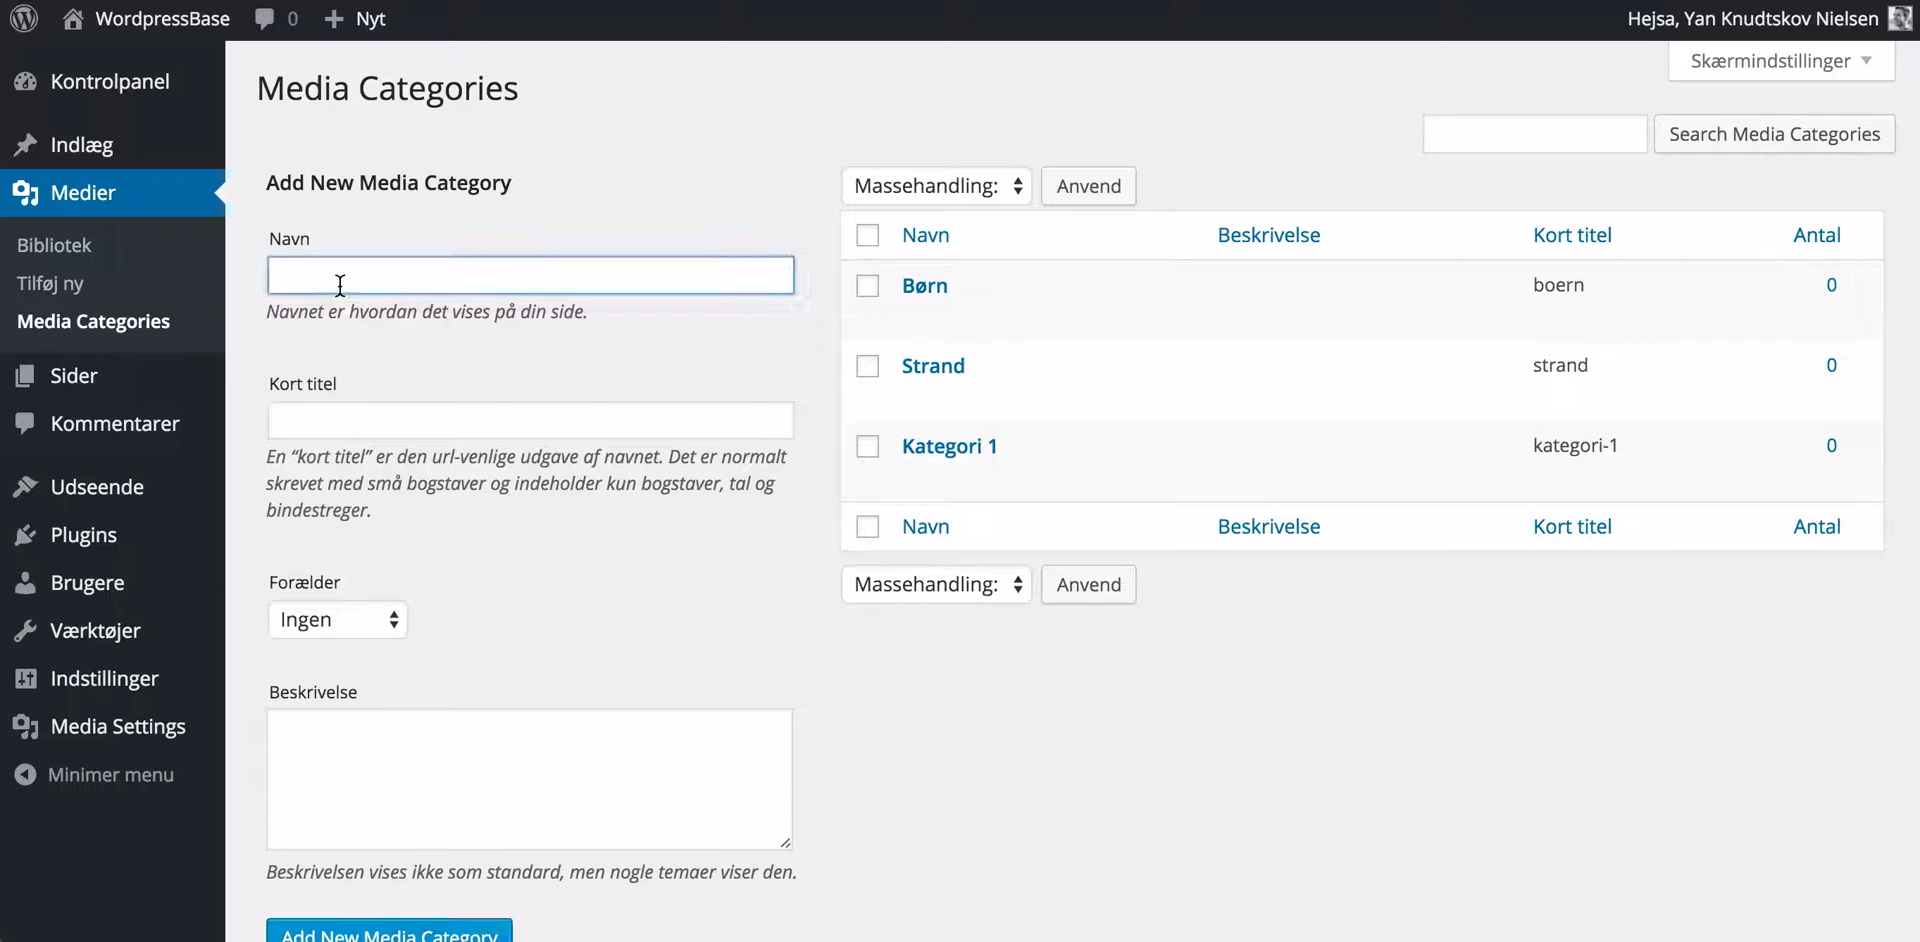 WordpressBase
0
Nyt
Hejsa, Yan Knudtskov Nielsen
Skærmindstillinger
Kontrolpanel
Indlæg
Medier
Bibliotek
Tilføj ny
Media Categories
Sider
Kommentarer
Udseende
Plugins
Brugere
Værktøjer
Indstillinger
Media Settings
Minimer menu
Media Categories
Search Media Categories
Add New Media Category
Navn
Navnet er hvordan det vises på din side.
Kort titel
En “kort titel” er den url-venlige udgave af navnet. Det er normalt
skrevet med små bogstaver og indeholder kun bogstaver, tal og
bindestreger.
Forælder
Ingen
Beskrivelse
Beskrivelsen vises ikke som standard, men nogle temaer viser den.
Add New Media Category
Massehandling: Anvend
Navn Beskrivelse Kort titel Antal
Børn boern 0
Strand strand 0
Kategori 1 kategori-1 0
Navn Beskrivelse Kort titel Antal
Massehandling: Anvend